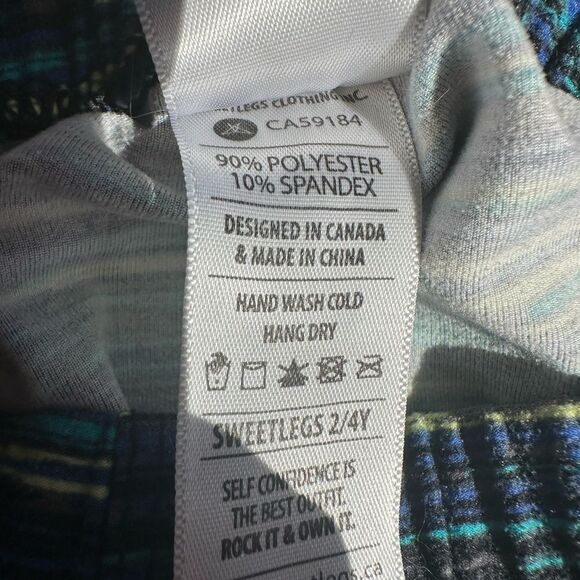 CLOTHING INC.
CA59184
90% POLYESTER
10% SPANDEX
DESIGNED IN CANADA
& MADE IN CHINA
HAND WASH COLD
HANG DRY
SWEETLEGS 2/4Y
SELF CONFIDENCE IS
THE BEST OUTFIT.
ROCK IT & OWN IT.